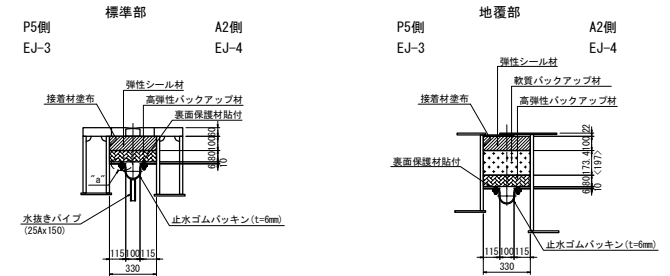 標準部
P5側
A2側
EJ-3
EJ-4
弾性シール材
接着材塗布
高弾性バックアップ材
裏面保護材貼付
"a"
水抜きパイプ
(25Ax150)
止水ゴムパッキン(t=6mm)
115
100
115
330
地覆部
P5側
A2側
EJ-3
EJ-4
弾性シール材
軟質バックアップ材
接着材塗布
高弾性バックアップ材
裏面保護材貼付
22
100
173.4
<197>
10
止水ゴムパッキン(t=6mm)
115
100
115
330